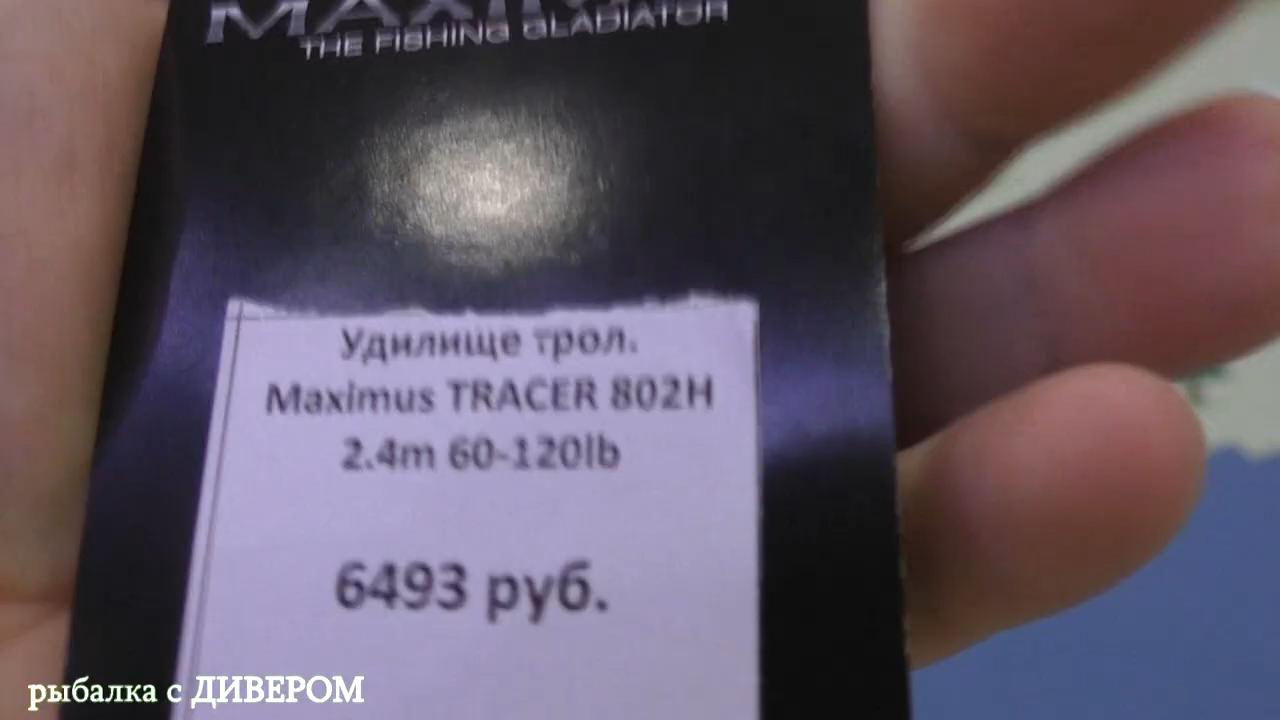 MAXIMUS
THE FISHING GLADIATOR
Удилище трол.
Maximus TRACER 802H
2.4m 60-120lb
6493 руб.
рыбалка с ДИВЕРОМ